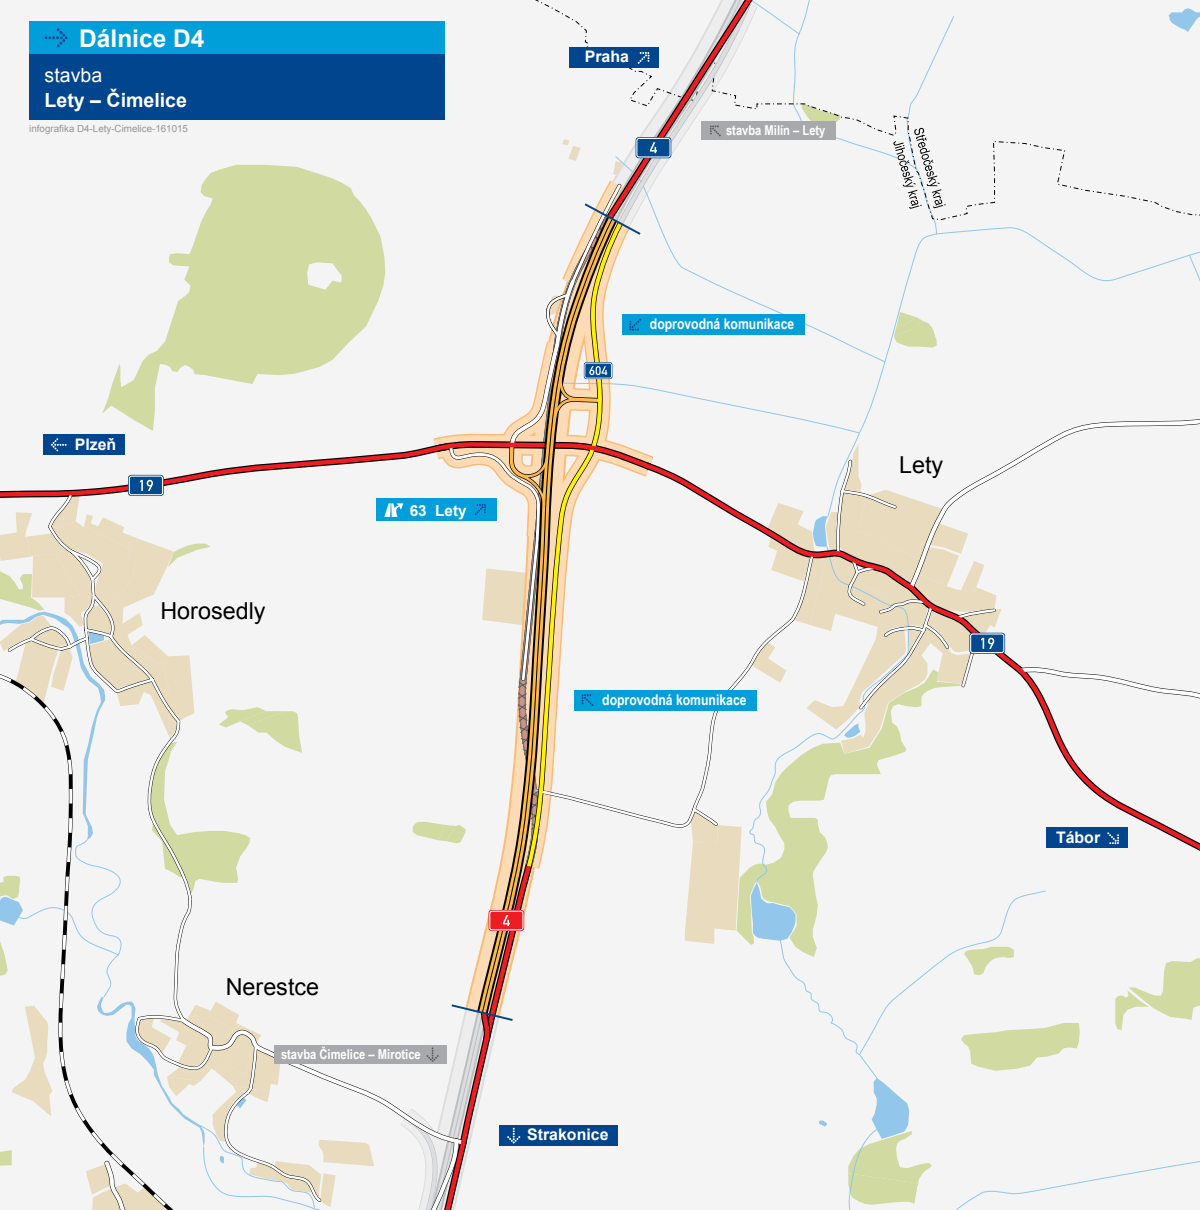 Dálnice D4
stavba
Lety – Čimelice
infografika D4-Lety-Cimelice-161015
Praha
stavba Milín – Lety
4
Středočeský kraj
Jihočeský kraj
doprovodná komunikace
604
Plzeň
19
Lety
63 Lety
Horosedly
19
doprovodná komunikace
Tábor
4
Nerestce
stavba Čimelice – Mirotice
Strakonice